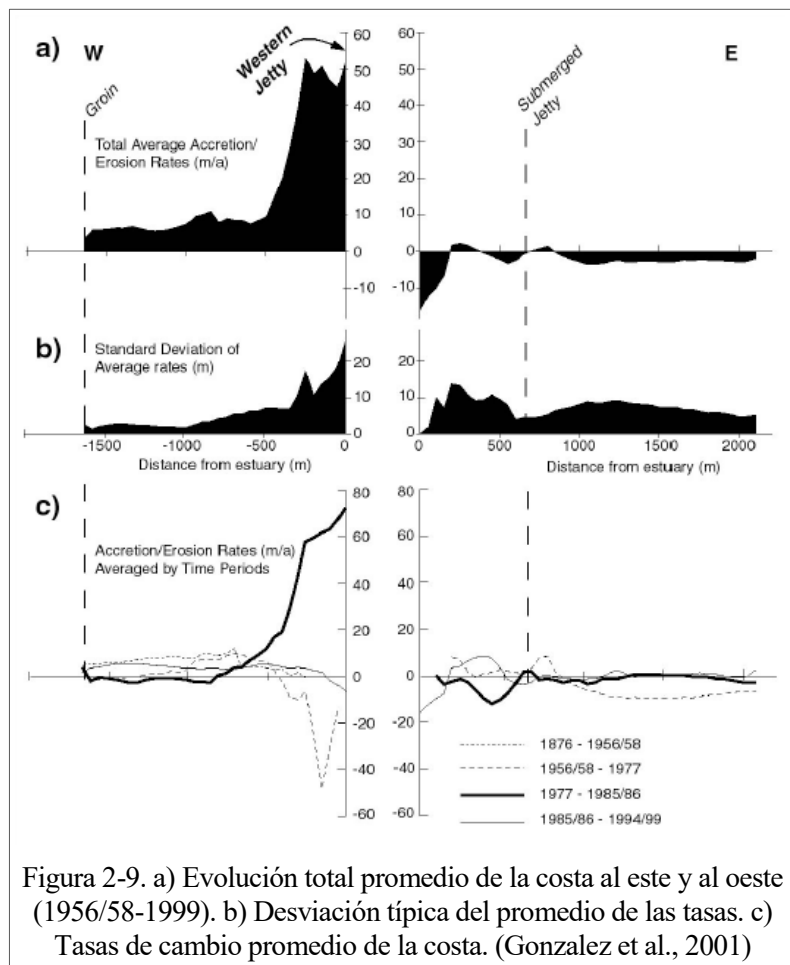 a) W
Western
Jetty
Groin
Total Average Accretion/
Erosion Rates (m/a)
60
50
40
30
20
10
0
-10
60
50
40
30
20
10
0
-10
Submerged
Jetty
E
b)
Standard Deviation of
Average rates (m)
20
10
0
20
10
0
-1500 -1000 -500 0
Distance from estuary (m)
0 500 1000 1500 2000
Distance from estuary (m)
c)
Accretion/Erosion Rates (m/a)
Averaged by Time Periods
80
60
40
20
0
-20
-40
-60
80
60
40
20
0
-20
-40
-60
1876 - 1956/58
1956/58 - 1977
1977 - 1985/86
1985/86 - 1994/99
Figura 2-9. a) Evolución total promedio de la costa al este y al oeste
(1956/58-1999). b) Desviación típica del promedio de las tasas. c)
Tasas de cambio promedio de la costa. (Gonzalez et al., 2001)